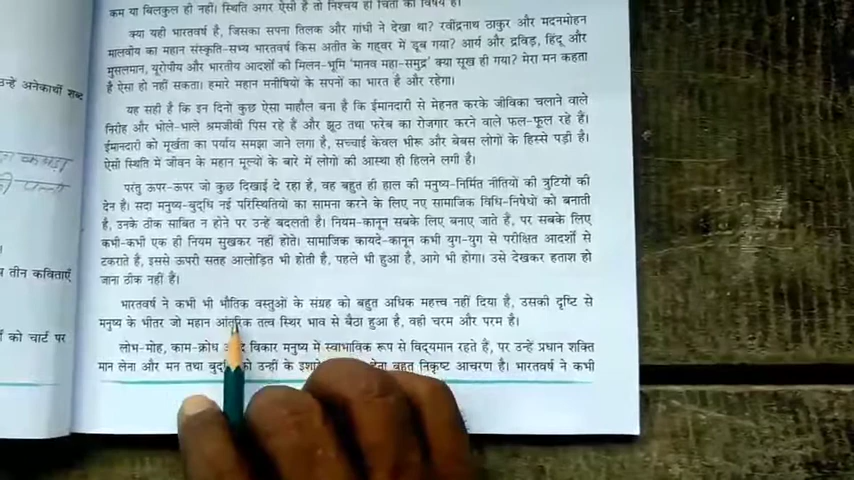 कम या बिलकुल ही नहीं। स्थिति अगर ऐसी है तो निश्चय ही चिंता का विषय है।
क्या यही भारतवर्ष है, जिसका सपना तिलक और गांधी ने देखा था? रवींद्रनाथ ठाकुर और मदनमोहन
मालवीय का महान संस्कृति-सभ्य भारतवर्ष किस अतीत के गह्वर में डूब गया? आर्य और द्रविड़, हिंदू और
मुसलमान, यूरोपीय और भारतीय आदर्शों की मिलन-भूमि 'मानव महा-समुद्र' क्या सूख ही गया? मेरा मन कहता
है ऐसा हो नहीं सकता। हमारे महान मनीषियों के सपनों का भारत है और रहेगा।
यह सही है कि इन दिनों कुछ ऐसा माहौल बना है कि ईमानदारी से मेहनत करके जीविका चलाने वाले
निरीह और भोले-भाले श्रमजीवी पिस रहे हैं और झूठ तथा फरेब का रोजगार करने वाले फल-फूल रहे हैं।
ईमानदारी को मूर्खता का पर्याय समझा जाने लगा है, सच्चाई केवल भीरू और बेबस लोगों के हिस्से पड़ी है।
ऐसी स्थिति में जीवन के महान मूल्यों के बारे में लोगों की आस्था ही हिलने लगी है।
परंतु ऊपर-ऊपर जो कुछ दिखाई दे रहा है, वह बहुत ही हाल की मनुष्य-निर्मित नीतियों की त्रुटियों की
देन है। सदा मनुष्य-बुद्धि नई परिस्थितियों का सामना करने के लिए नए सामाजिक विधि-निषेधों को बनाती
है, उनके ठीक साबित न होने पर उन्हें बदलती है। नियम-कानून सबके लिए बनाए जाते हैं, पर सबके लिए
कभी-कभी एक ही नियम सुखकर नहीं होते। सामाजिक कायदे-कानून कभी युग-युग से परीक्षित आदर्शों से
टकराते हैं, इससे ऊपरी सतह आलोड़ित भी होती है, पहले भी हुआ है, आगे भी होगा। उसे देखकर हताश हो
जाना ठीक नहीं है।
भारतवर्ष ने कभी भी भौतिक वस्तुओं के संग्रह को बहुत अधिक महत्त्व नहीं दिया है, उसकी दृष्टि से
मनुष्य के भीतर जो महान आंतरिक तत्व स्थिर भाव से बैठा हुआ है, वही चरम और परम है।
लोभ-मोह, काम-क्रोध विकार मनुष्य में स्वाभाविक रूप से विद्यमान रहते हैं, पर उन्हें प्रधान शक्ति
मान लेना और मन तथा के इशारे बहुत निकृष्ट आचरण है। भारतवर्ष ने कभी
उन्हें अनेकार्थी शब्द
तीन कविताएँ
को चार्ट पर